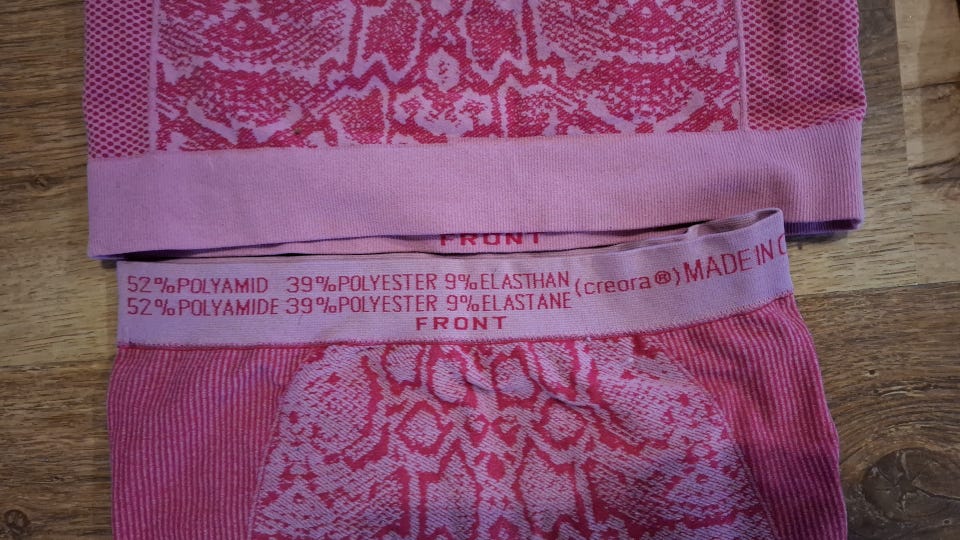 FRONT
52%POLYAMID 39%POLYESTER 9%ELASTHAN (creora®) MADE IN
52%POLYAMIDE 39%POLYESTER 9%ELASTANE
FRONT